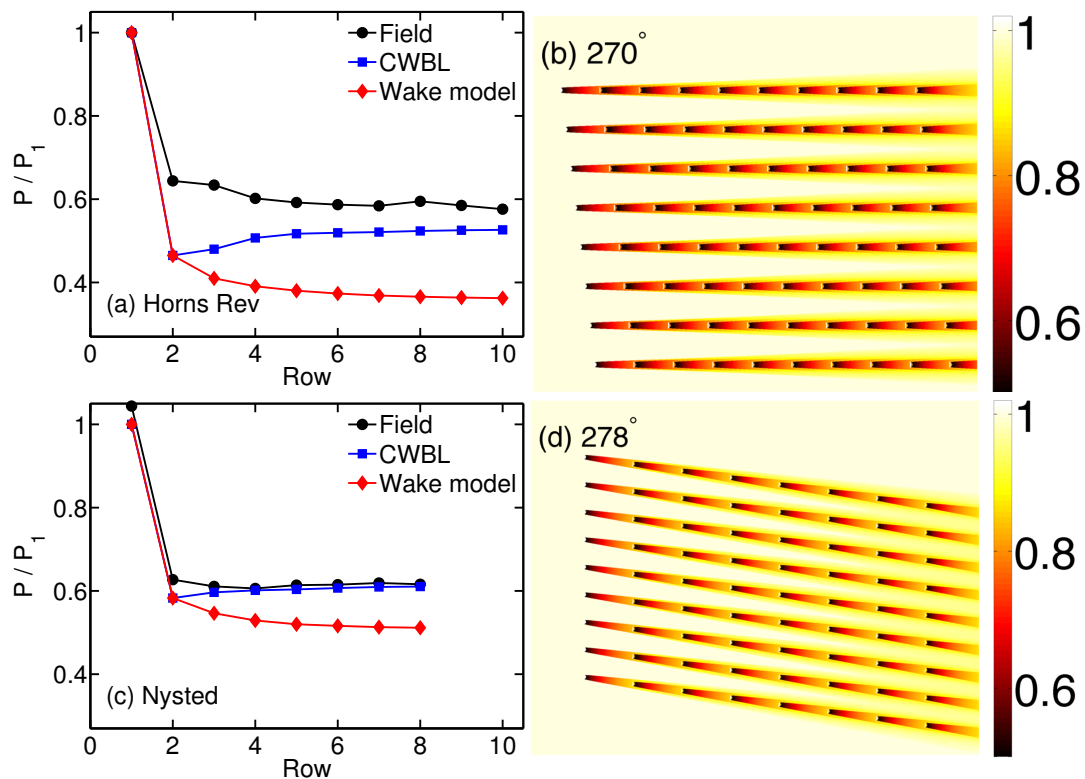 1
0.8
0.6
0.4
P / P1
Field
CWBL
Wake model
(a) Horns Rev
0 2 4 6 8 10
Row
(b) 270°
1
0.8
0.6
1
0.8
0.6
0.4
P / P1
Field
CWBL
Wake model
(c) Nysted
0 2 4 6 8 10
Row
(d) 278°
1
0.8
0.6